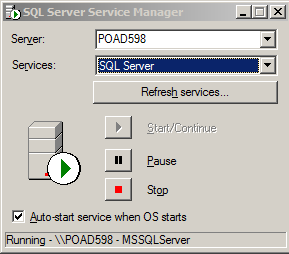 SQL Server Service Manager
Server: POAD598
Services: SQL Server
Refresh services...
Start/Continue
Pause
Stop
Auto-start service when OS starts
Running - \\POAD598 - MSSQLServer